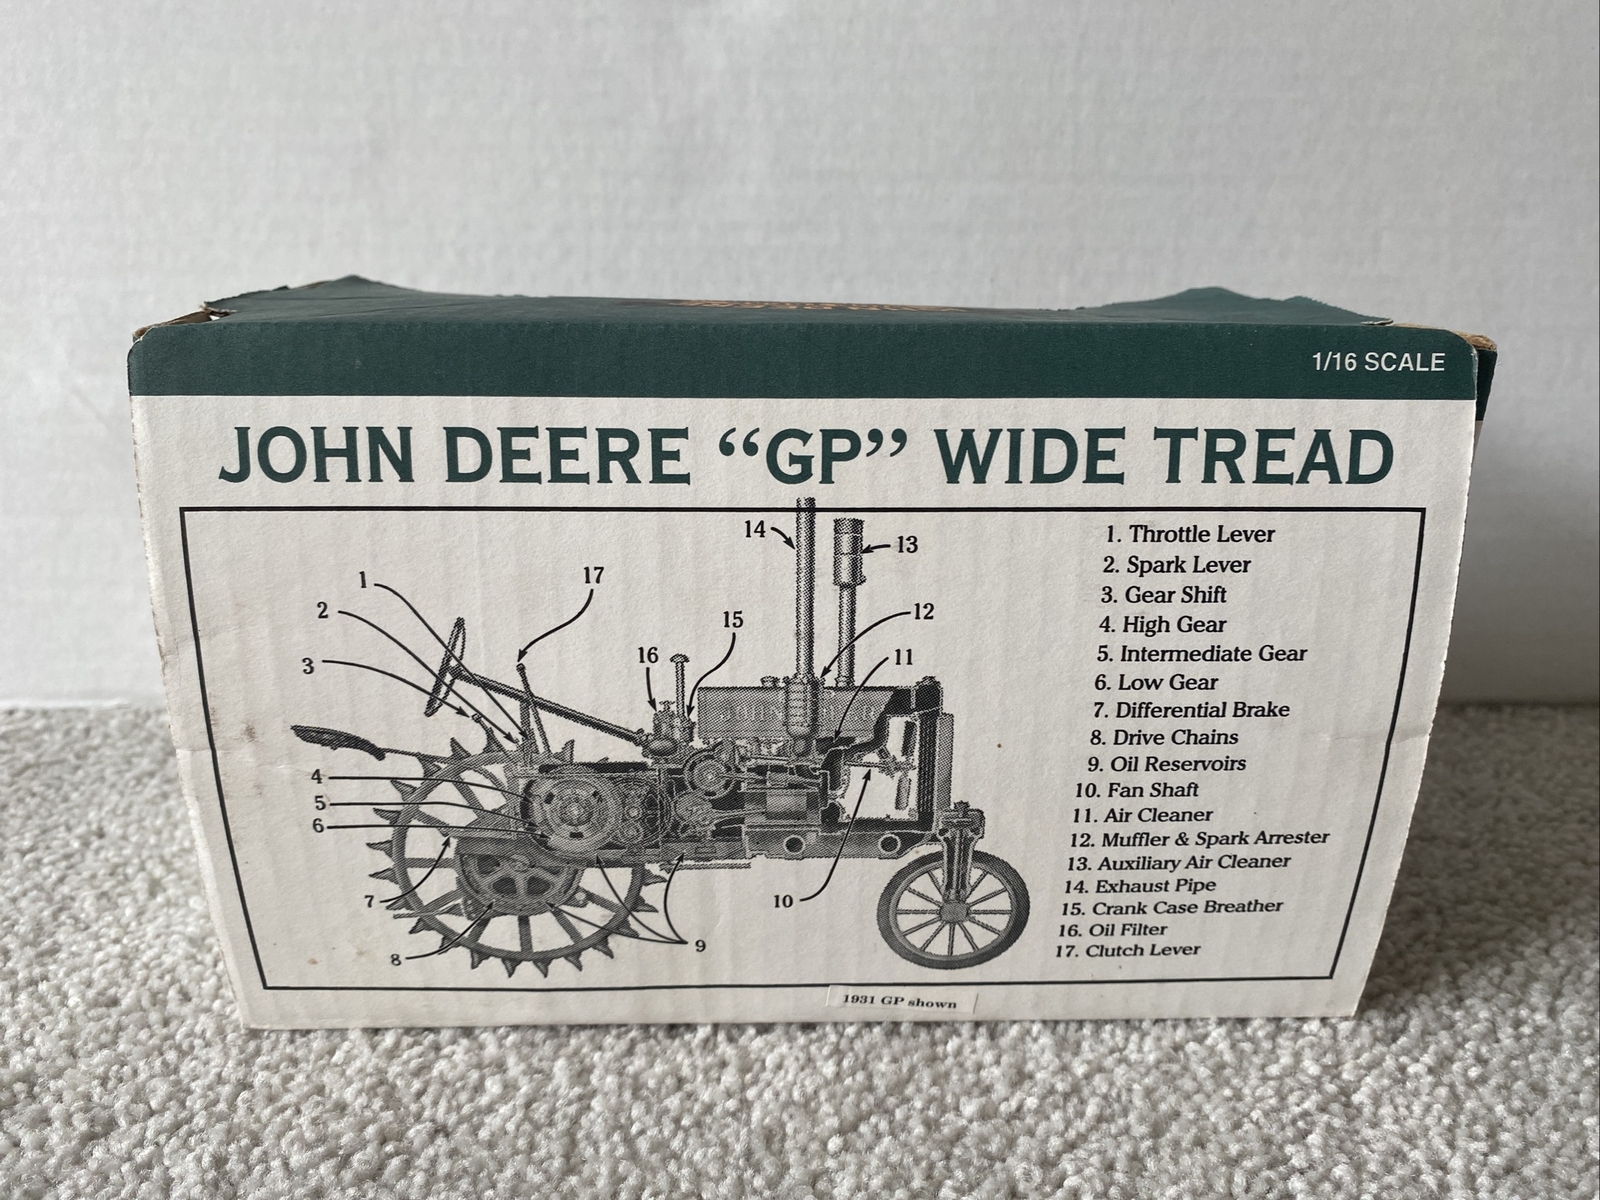 1/16 SCALE
JOHN DEERE “GP” WIDE TREAD
14
13
1
17
2
12
15
3
16
11
4
5
6
7
10
8
9
1. Throttle Lever
2. Spark Lever
3. Gear Shift
4. High Gear
5. Intermediate Gear
6. Low Gear
7. Differential Brake
8. Drive Chains
9. Oil Reservoirs
10. Fan Shaft
11. Air Cleaner
12. Muffler & Spark Arrester
13. Auxiliary Air Cleaner
14. Exhaust Pipe
15. Crank Case Breather
16. Oil Filter
17. Clutch Lever
JOHN DEERE
1931 GP shown